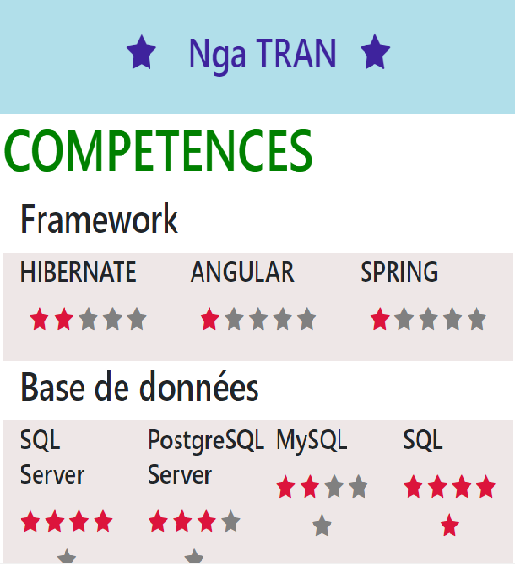 Nga TRAN
COMPETENCES
Framework
HIBERNATE ANGULAR SPRING
Base de données
SQL Server PostgreSQL Server MySQL SQL